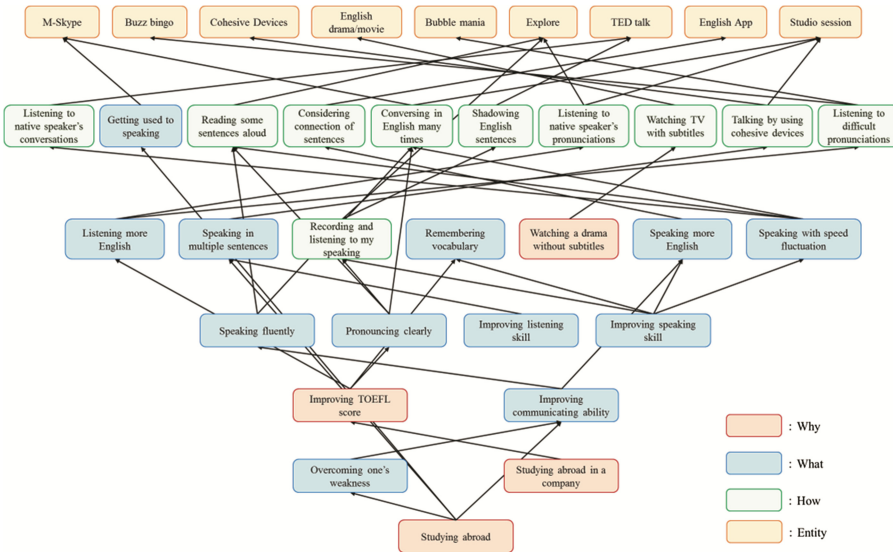 M-Skype
Buzz bingo
Cohesive Devices
English
drama/movie
Bubble mania
Explore
TED talk
English App
Studio session
Listening to
native speaker's
conversations
Getting used to
speaking
Reading some
sentences aloud
Considering
connection of
sentences
Conversing in
English many
times
Shadowing
English
sentences
Listening to
native speaker's
pronunciations
Watching TV
with subtitles
Talking by using
cohesive devices
Listening to
difficult
pronunciations
Listening more
English
Speaking in
multiple sentences
Recording and
listening to my
speaking
Remembering
vocabulary
Watching a drama
without subtitles
Speaking more
English
Speaking with speed
fluctuation
Speaking fluently
Pronouncing clearly
Improving listening
skill
Improving speaking
skill
Improving TOEFL
score
Improving
communicating ability
Overcoming one's
weakness
Studying abroad in a
company
Studying abroad
: Why
: What
: How
: Entity